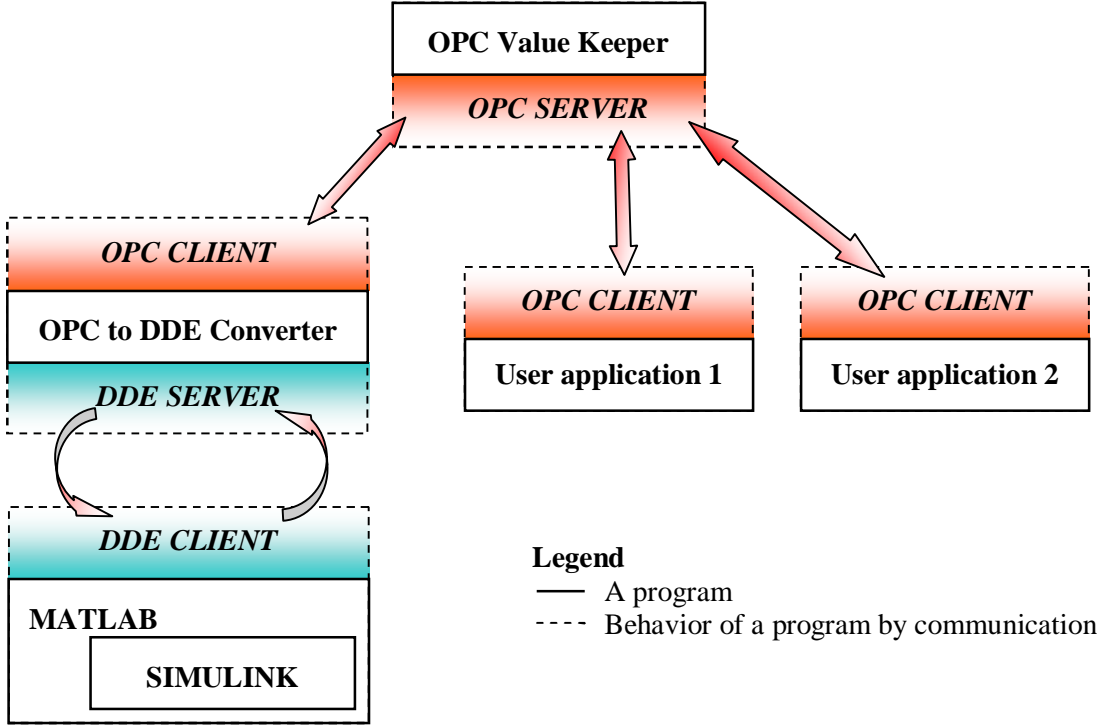 OPC Value Keeper
OPC SERVER
OPC CLIENT
OPC to DDE Converter
DDE SERVER
DDE CLIENT
MATLAB
SIMULINK
OPC CLIENT
User application 1
OPC CLIENT
User application 2
Legend
A program
Behavior of a program by communication